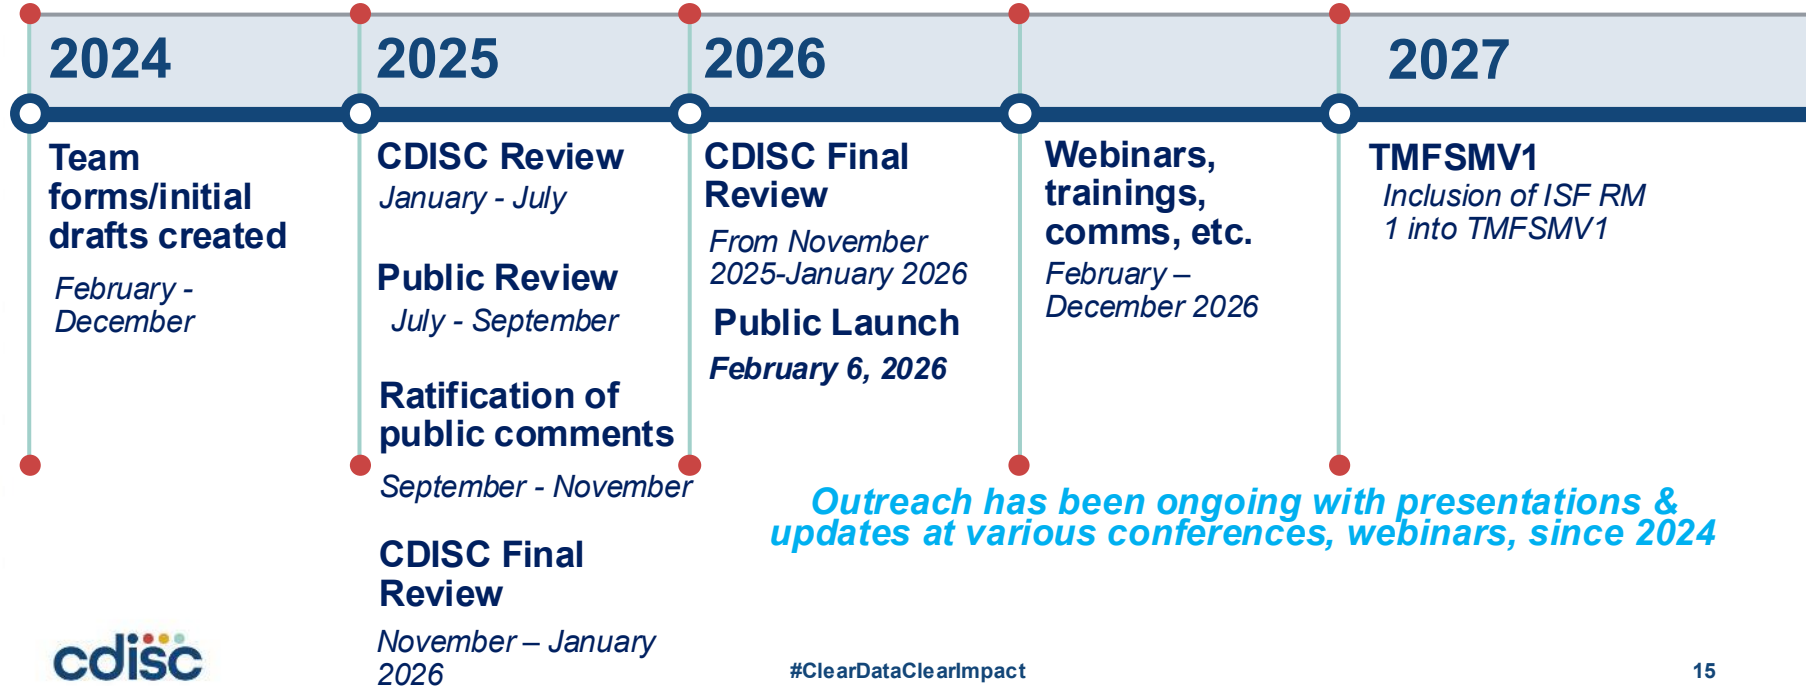 2024
Team
forms/initial
drafts created
February -
December
2025
CDISC Review
January - July
Public Review
July - September
Ratification of
public comments
September - November
CDISC Final
Review
November – January
2026
2026
CDISC Final
Review
From November
2025-January 2026
Public Launch
February 6, 2026
Webinars,
trainings,
comms, etc.
February –
December 2026
2027
TMFSMV1
Inclusion of ISF RM
1 into TMFSMV1
Outreach has been ongoing with presentations &
updates at various conferences, webinars, since 2024
cdisc
#ClearDataClearImpact
15